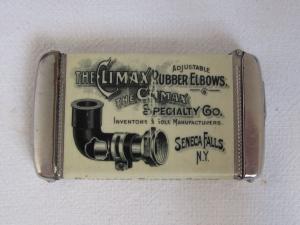 ADJUSTABLE
THE CLIMAX RUBBER ELBOWS.
THE CLIMAX
SPECIALTY CO.
INVENTORS & SOLE MANUFACTURERS.
SENECA FALLS,
N.Y.